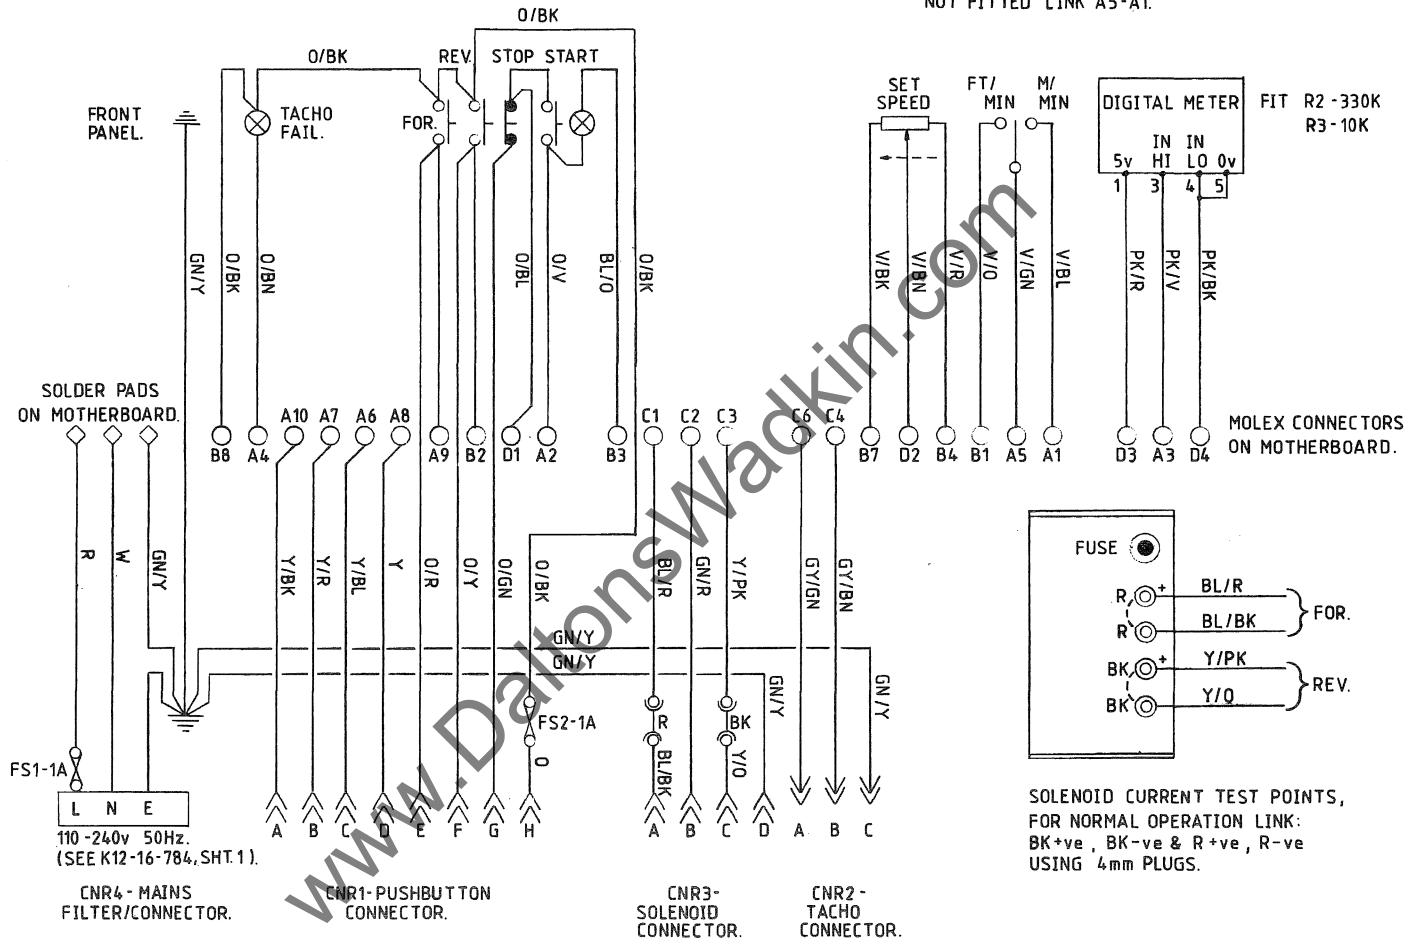 NOT FITTED LINK A5-A1.
O/BK
O/BK
REV.
STOP START
FRONT
PANEL.
TACHO
FAIL.
FOR.
SET
SPEED
FT/
MIN
M/
MIN
DIGITAL METER
5v
IN
HI
IN
LO
0v
1
3
4
5
FIT R2 -330K
R3-10K
GN/Y
O/BK
O/BN
O/BL
O/V
BL/O
O/BK
V/BK
V/BN
V/R
V/O
V/GN
V/BL
PK/R
PK/V
PK/BK
SOLDER PADS
ON MOTHERBOARD.
A10
A7
A6
A8
C1
C2
C3
C6
C4
B8
A4
A9
B2
D1
A2
B3
B7
D2
B4
B1
A5
A1
D3
A3
D4
MOLEX CONNECTORS
ON MOTHERBOARD.
R
W
GN/Y
Y/BK
Y/R
Y/BL
Y
O/R
O/Y
O/GN
O/BK
BL/R
GN/R
Y/PK
GY/GN
GY/BN
GN/Y
GN/Y
GN/Y
GN/Y
FUSE
R
+
BL/R
R
BL/BK
FOR.
BK
+
Y/PK
BK
Y/O
REV.
FS2-1A
O
R
BL/BK
BK
Y/O
FS1-1A
L N E
110-240v 50Hz.
(SEE K12-16-784, SHT.1).
A
B
C
D
E
F
G
H
A
B
C
D
A
B
C
CNR4- MAINS
FILTER/CONNECTOR.
CNR1-PUSHBUTTON
CONNECTOR.
CNR3-
SOLENOID
CONNECTOR.
CNR2-
TACHO
CONNECTOR.
SOLENOID CURRENT TEST POINTS,
FOR NORMAL OPERATION LINK:
BK+ve, BK-ve & R+ve, R-ve
USING 4mm PLUGS.
www.DaltonsWadkin.com